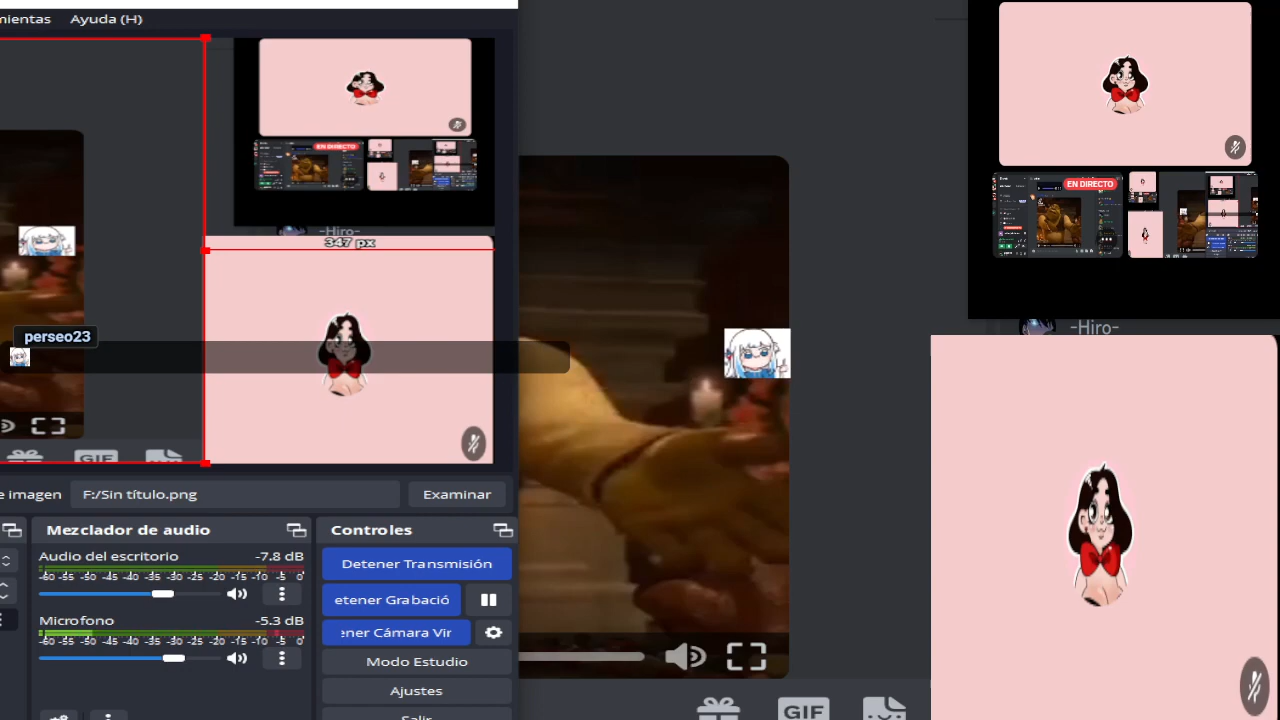 mientas Ayuda (H)
EN DIRECTO
EN DIRECTO
-Hiro-
347 px
-Hiro-
perseo23
GIF
e imagen F:/Sin título.png Examinar
Mezclador de audio
Controles
Audio del escritorio -7.8 dB
-60 -55 -50 -45 -40 -35 -30 -25 -20 -15 -10 -5 0
Detener Transmisión
etener Grabació
Microfono -5.3 dB
-60 -55 -50 -45 -40 -35 -30 -25 -20 -15 -10 -5 0
ener Cámara Vir
Modo Estudio
Ajustes
Salir
GIF